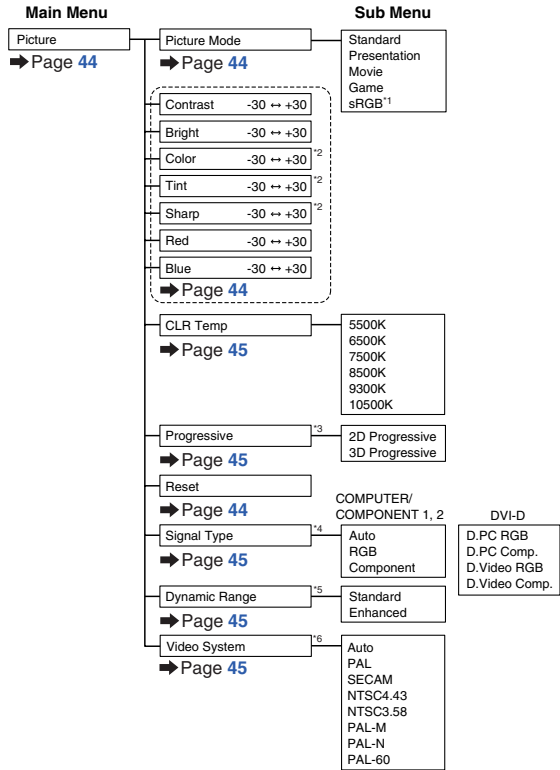 Main Menu
Sub Menu
Picture
➡Page 44
Picture Mode
➡Page 44
Standard
Presentation
Movie
Game
sRGB*1
Contrast -30 ↔ +30
Bright -30 ↔ +30
Color -30 ↔ +30 *2
Tint -30 ↔ +30 *2
Sharp -30 ↔ +30 *2
Red -30 ↔ +30
Blue -30 ↔ +30
➡Page 44
CLR Temp
➡Page 45
5500K
6500K
7500K
8500K
9300K
10500K
Progressive *3
➡Page 45
2D Progressive
3D Progressive
Reset
➡Page 44
Signal Type *4
➡Page 45
COMPUTER/
COMPONENT 1, 2
Auto
RGB
Component
DVI-D
D.PC RGB
D.PC Comp.
D.Video RGB
D.Video Comp.
Dynamic Range *5
➡Page 45
Standard
Enhanced
Video System *6
➡Page 45
Auto
PAL
SECAM
NTSC4.43
NTSC3.58
PAL-M
PAL-N
PAL-60